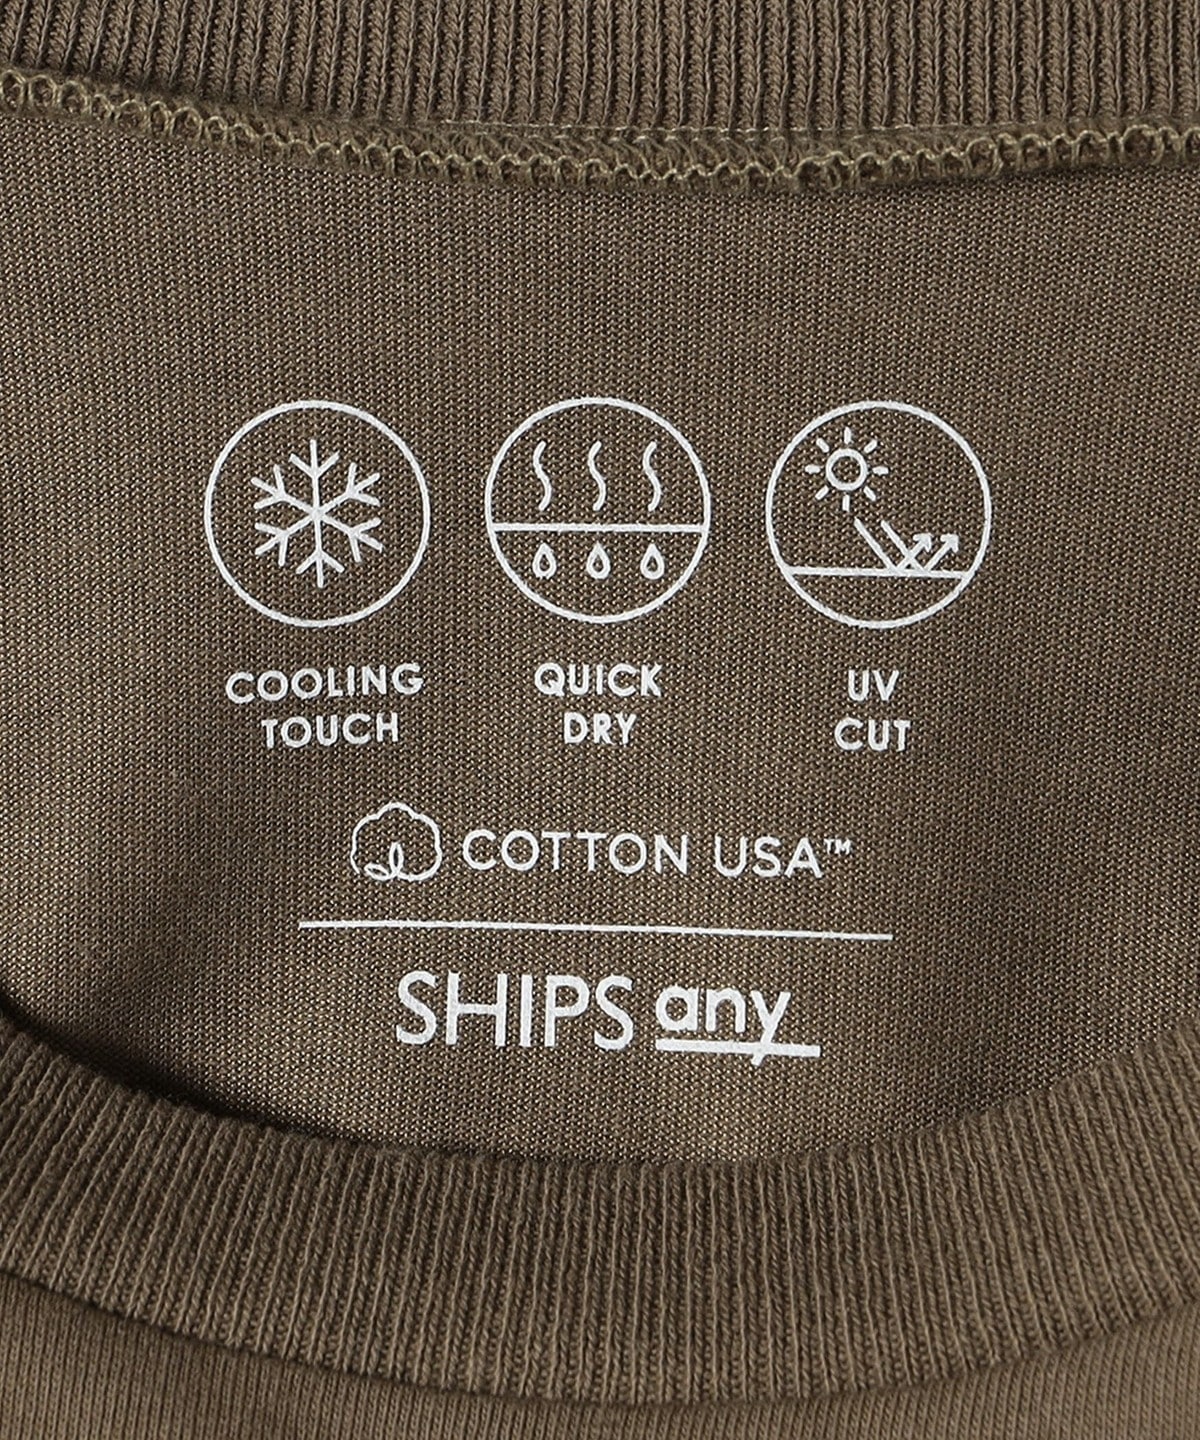 COOLING TOUCH
QUICK DRY
UV CUT
COTTON USA™
SHIPS any